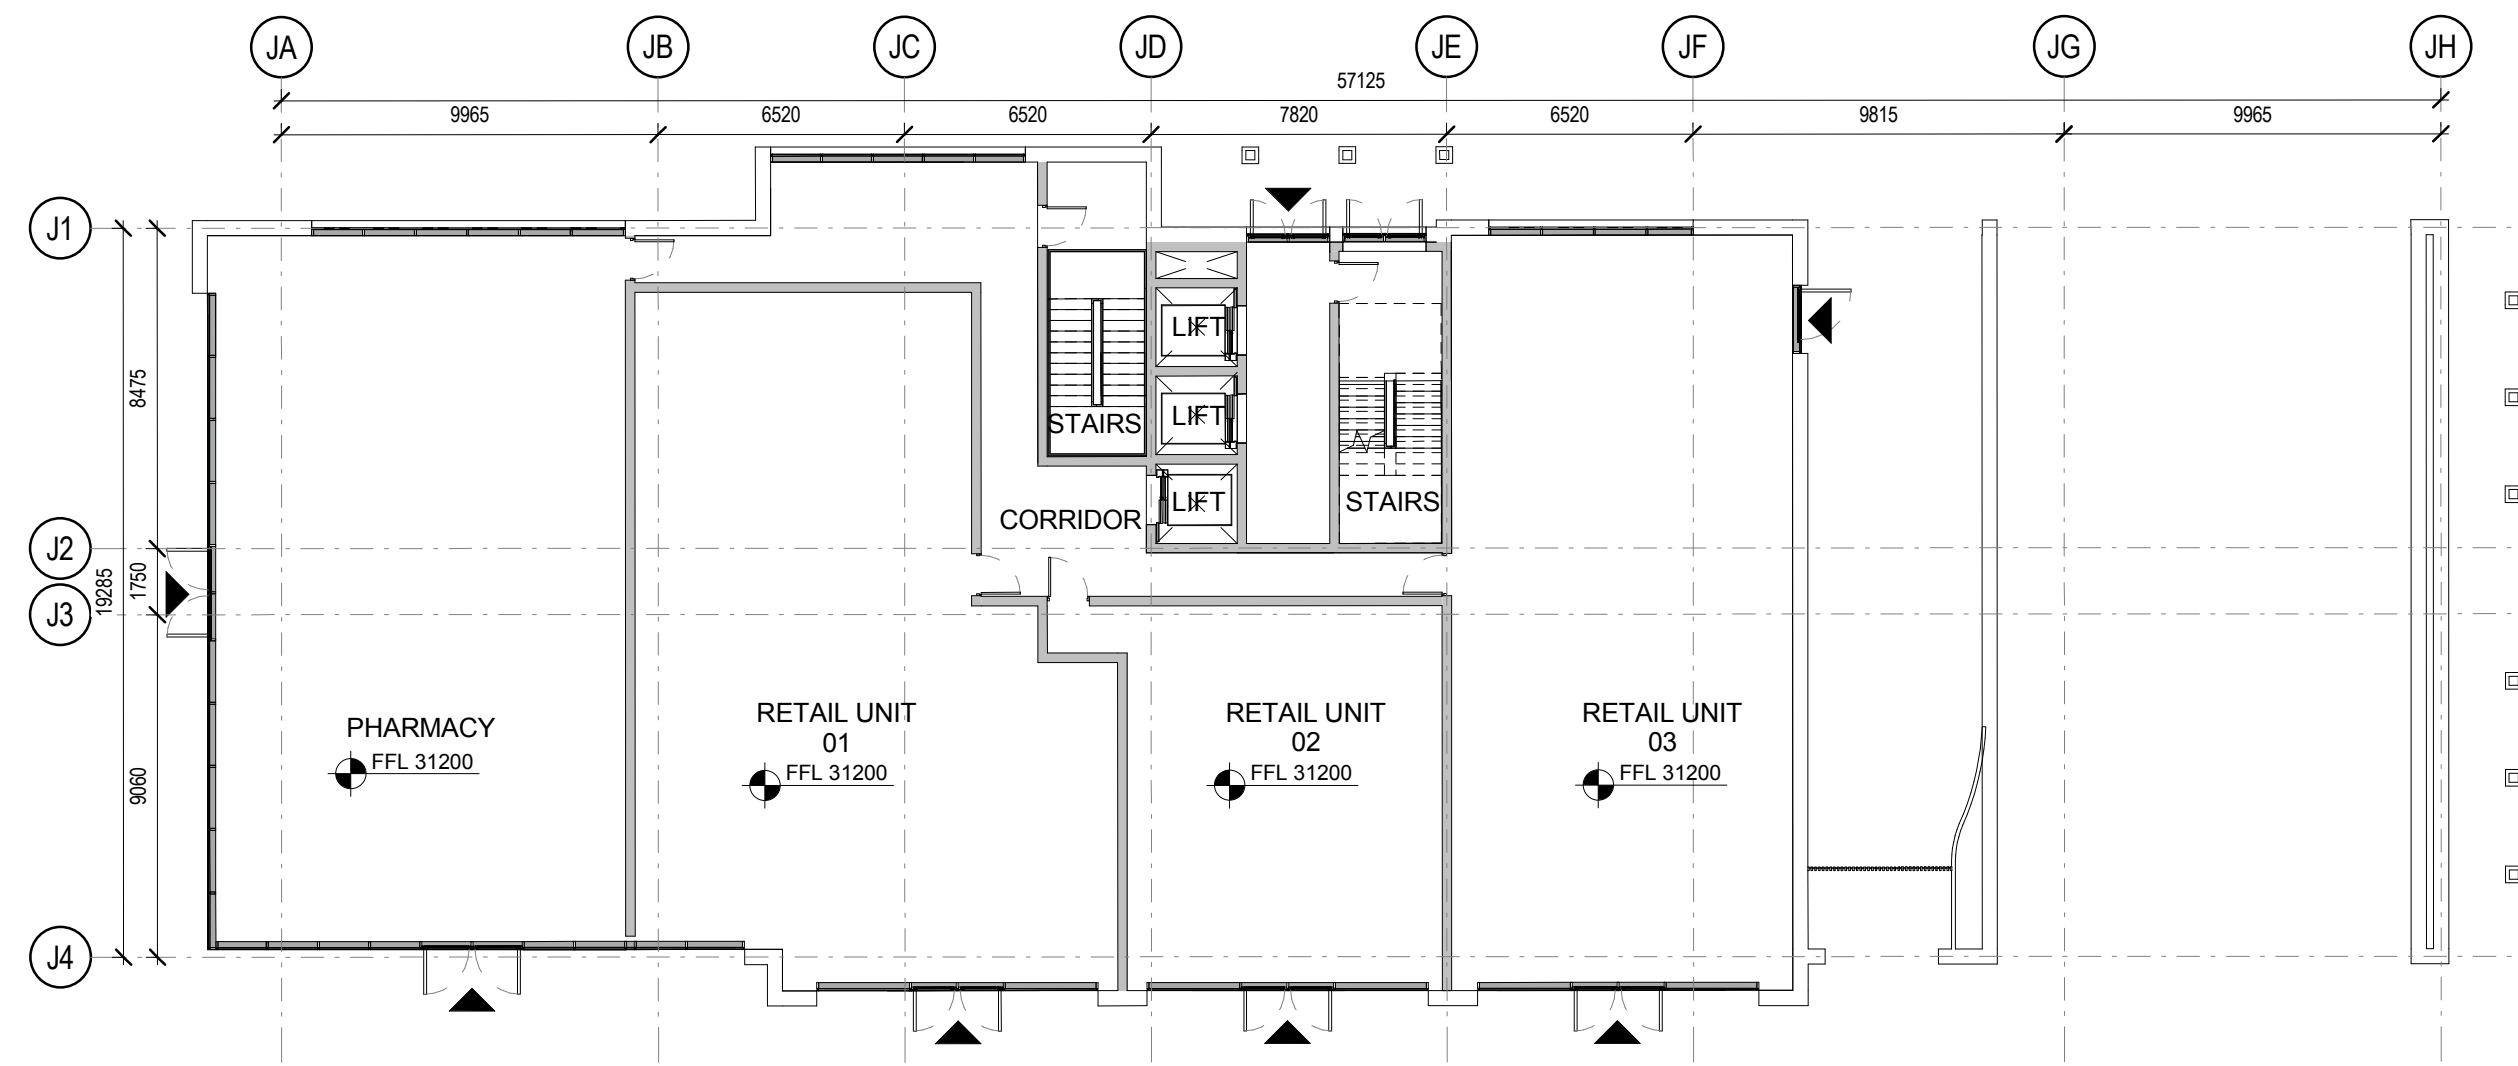 JA JB JC JD JE JF JG JH
57125
9965 6520 6520 7820 6520 9815 9965
J1
J2
J3
J4
8475
1750
19285
9060
LIFT
LIFT
STAIRS
LIFT
STAIRS
CORRIDOR
PHARMACY
FFL 31200
RETAIL UNIT
01
FFL 31200
RETAIL UNIT
02
FFL 31200
RETAIL UNIT
03
FFL 31200